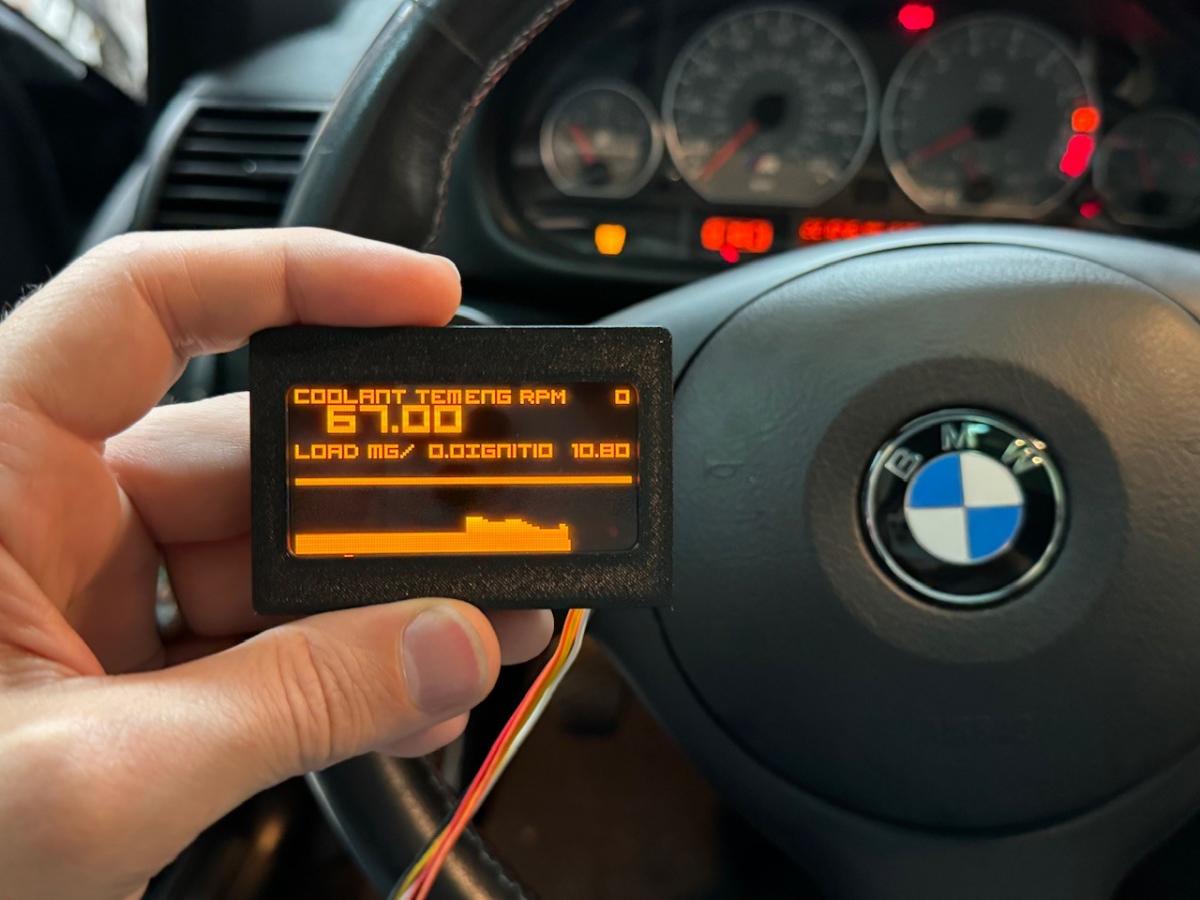 COOLANT TEMENG RPM 0
67.00
LOAD MG/ 0.0IGNITIO 10.80
BMW